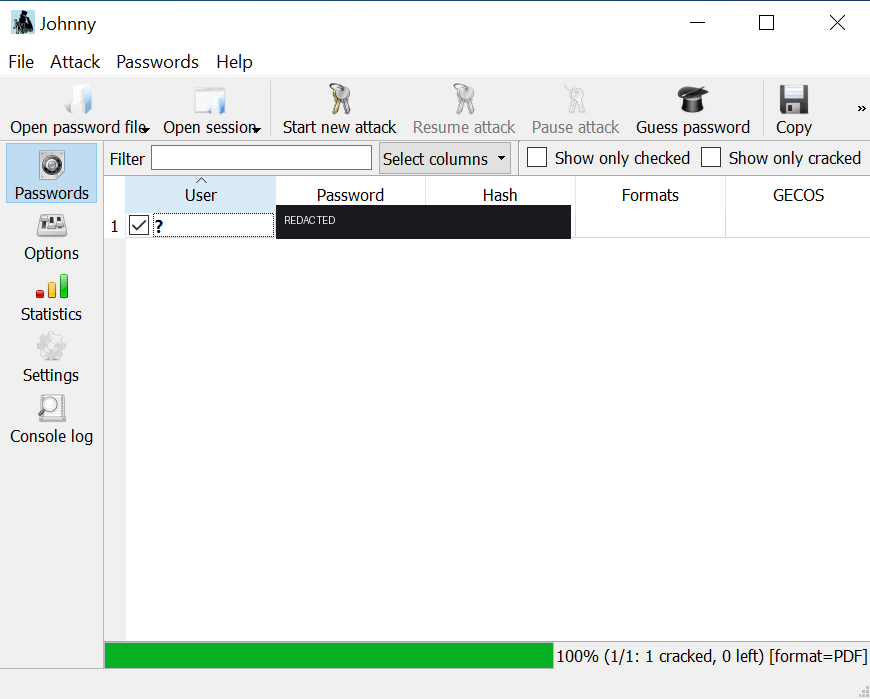 Johnny
File Attack Passwords Help
Open password file Open session Start new attack Resume attack Pause attack Guess password Copy »
Passwords
Options
Statistics
Settings
Console log
Filter Select columns Show only checked Show only cracked
User Password Hash Formats GECOS
1 ? REDACTED
100% (1/1: 1 cracked, 0 left) [format=PDF]